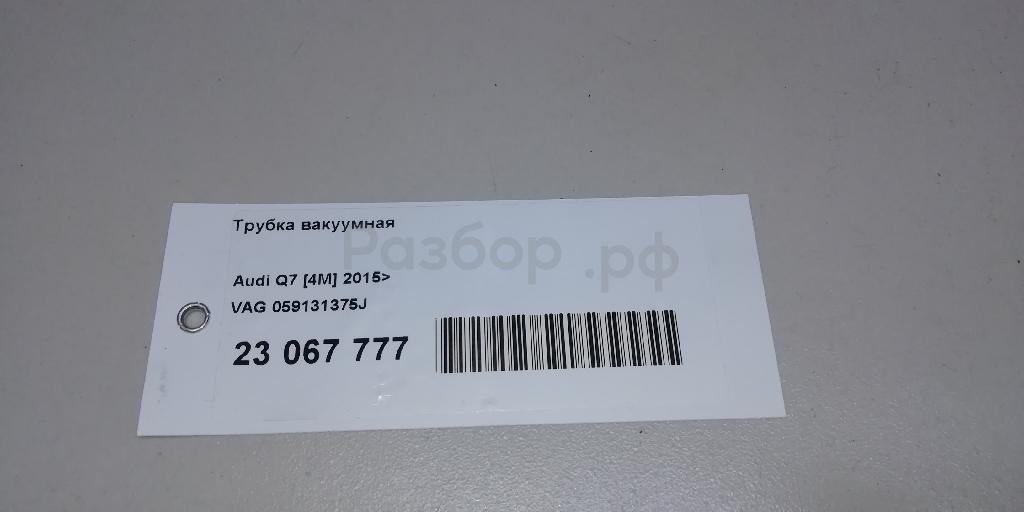 Трубка вакуумная
Разбор.рф
Audi Q7 [4M] 2015>
VAG 059131375J
23 067 777